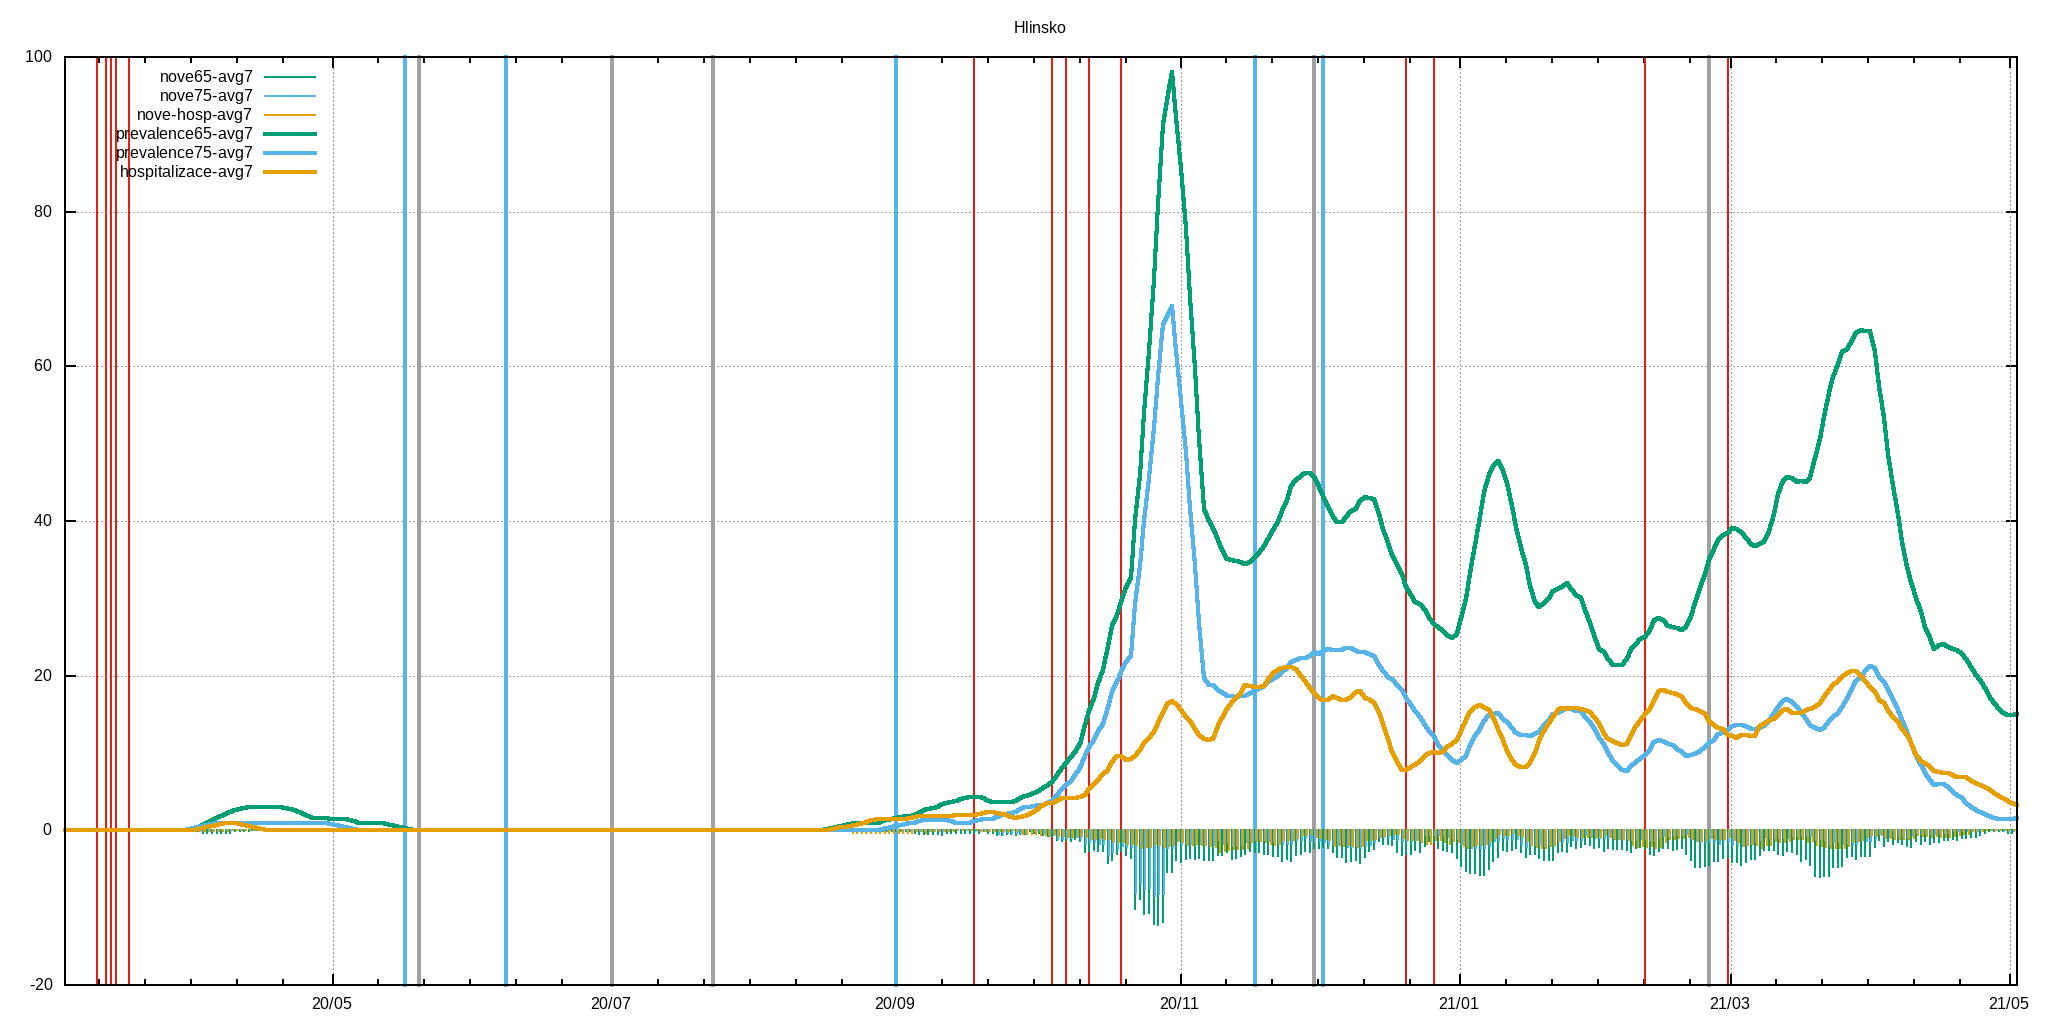 Hlinsko
100
80
60
40
20
0
-20
nove65-avg7
nove75-avg7
nove-hosp-avg7
prevalence65-avg7
prevalence75-avg7
hospitalizace-avg7
20/05 20/07 20/09 20/11 21/01 21/03 21/05